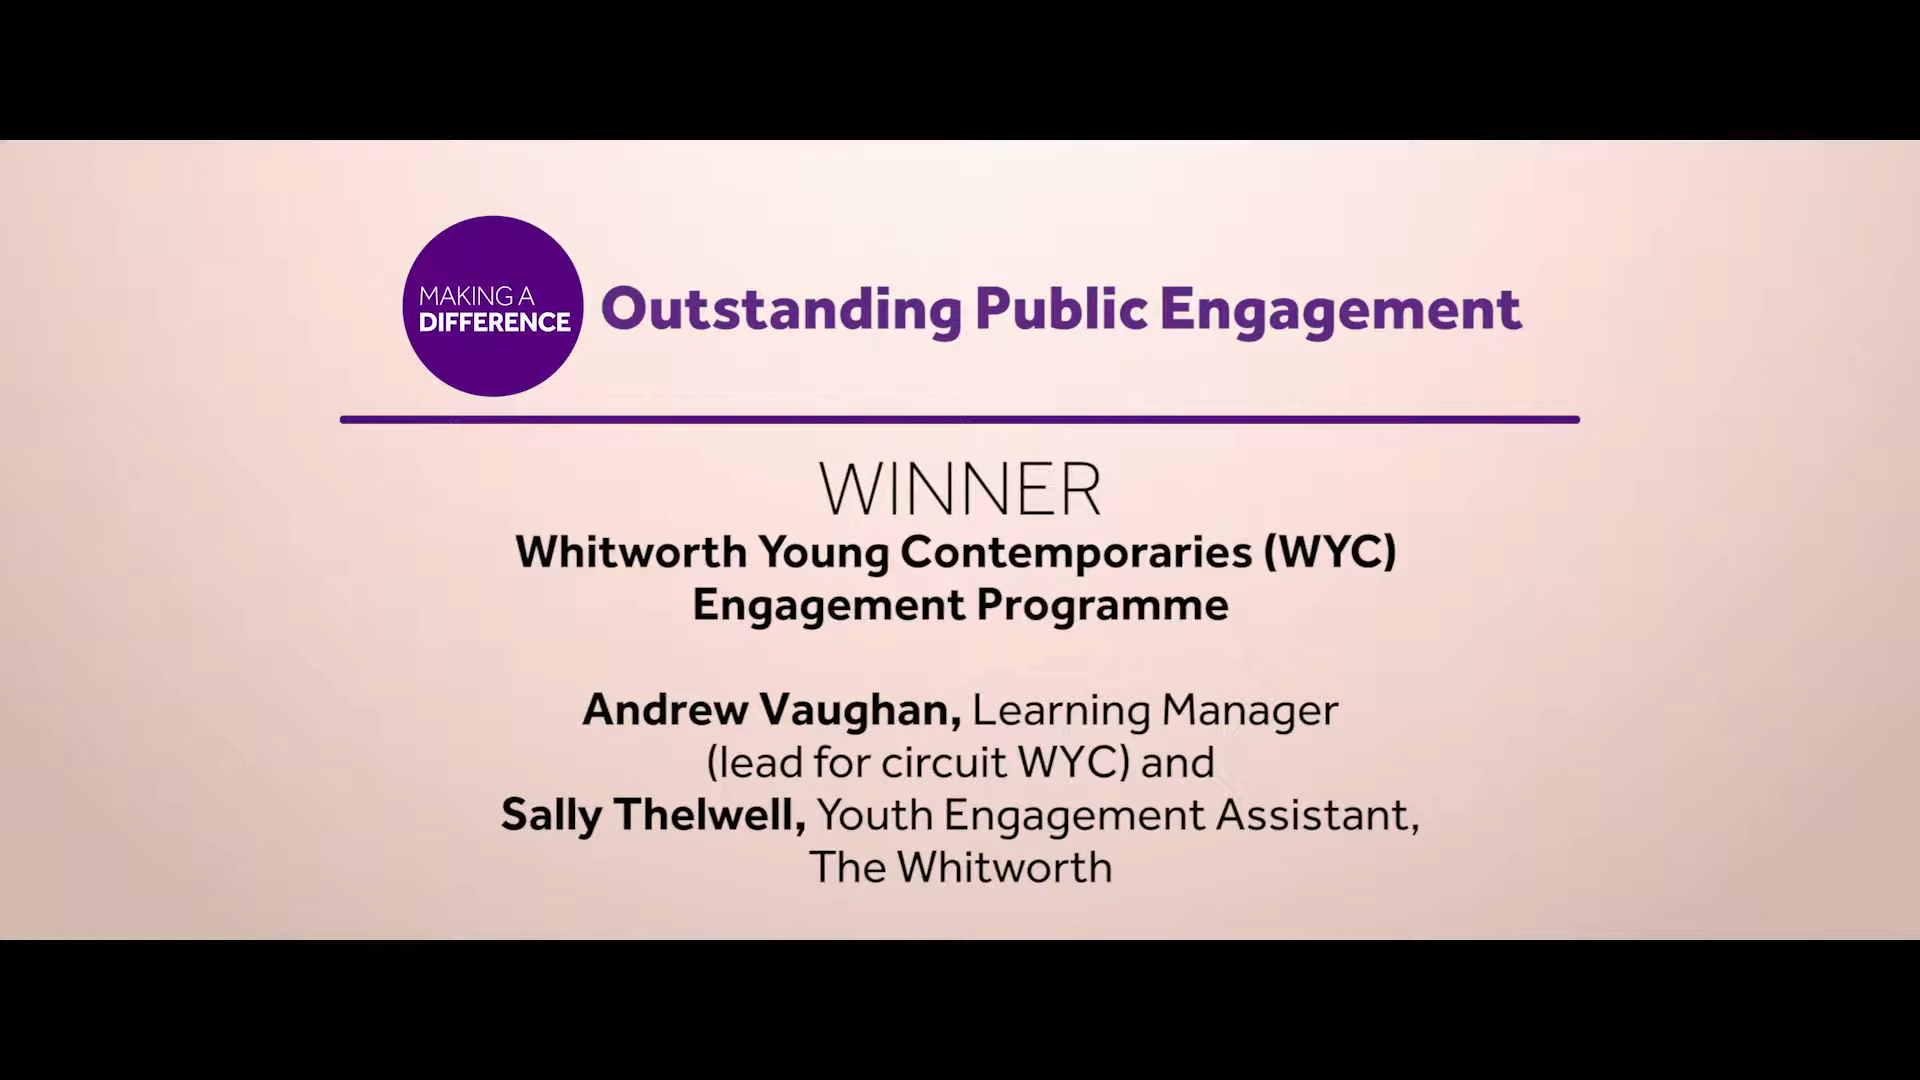 MAKING A
DIFFERENCE
Outstanding Public Engagement
WINNER
Whitworth Young Contemporaries (WYC)
Engagement Programme
Andrew Vaughan, Learning Manager
(lead for circuit WYC) and
Sally Thelwell, Youth Engagement Assistant,
The Whitworth